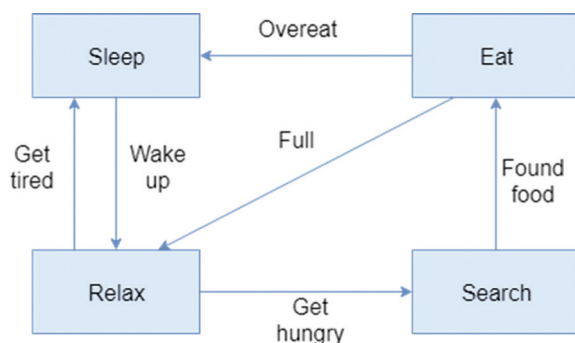 Overeat
Sleep
Eat
Get
tired
Wake
up
Full
Found
food
Relax
Get
hungry
Search